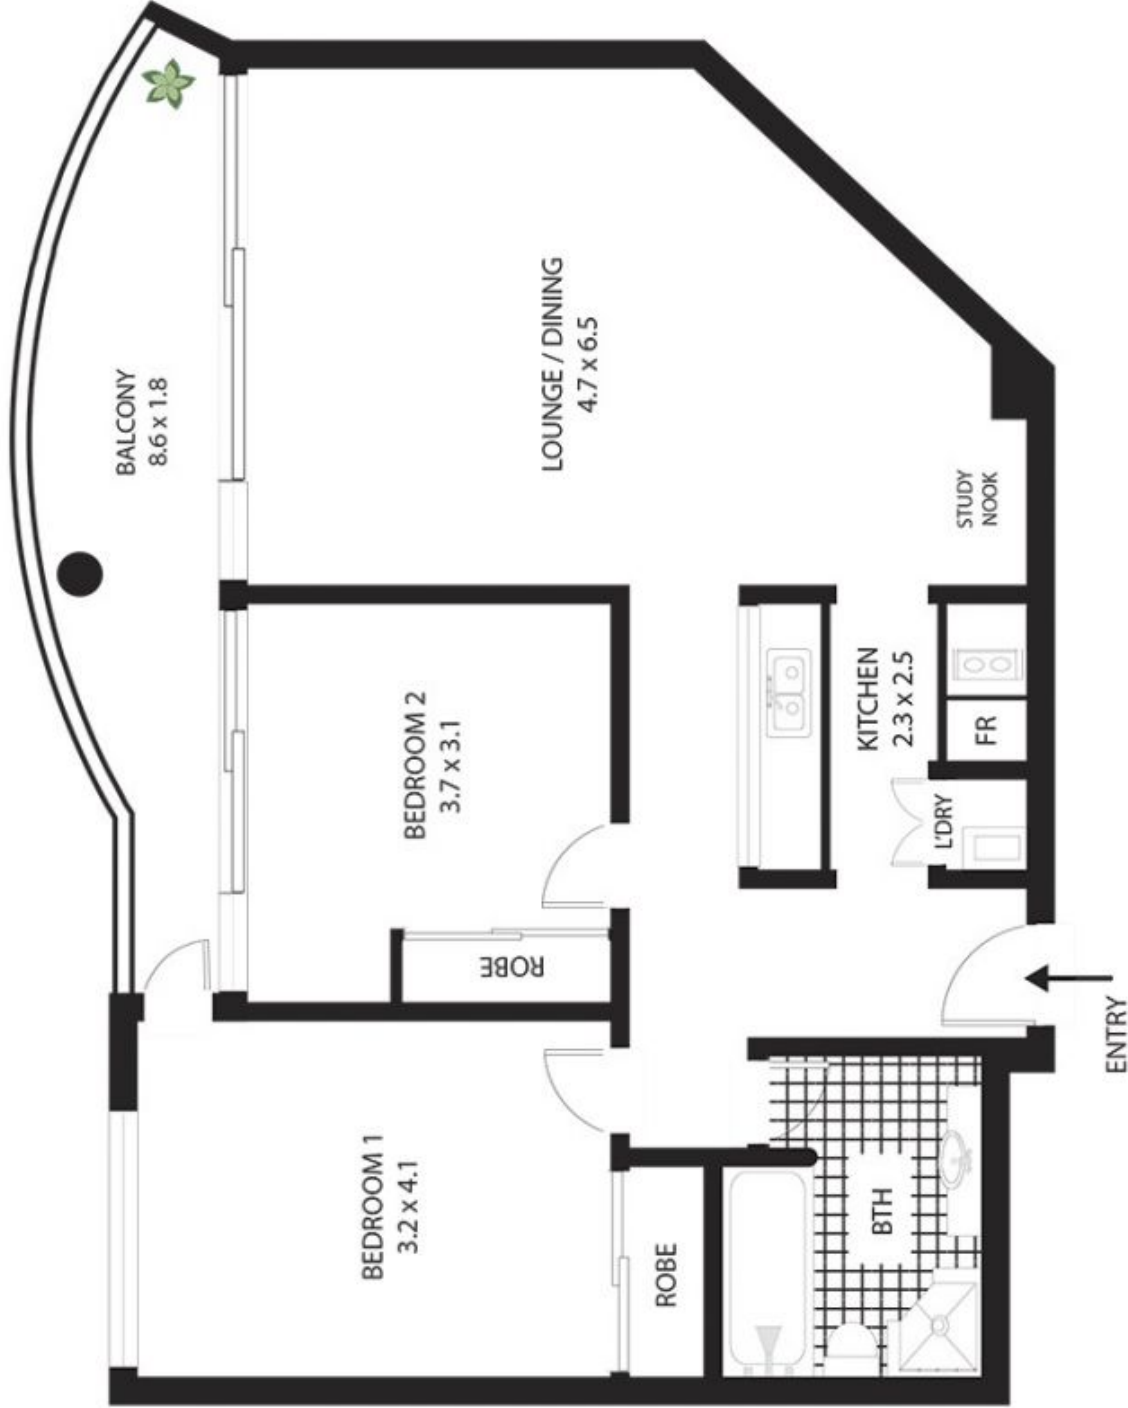 BALCONY
8.6 x 1.8
LOUNGE / DINING
4.7 x 6.5
STUDY
NOOK
BEDROOM 2
3.7 x 3.1
KITCHEN
2.3 x 2.5
FR
L'DRY
ROBE
ENTRY
BEDROOM 1
3.2 x 4.1
ROBE
BTH